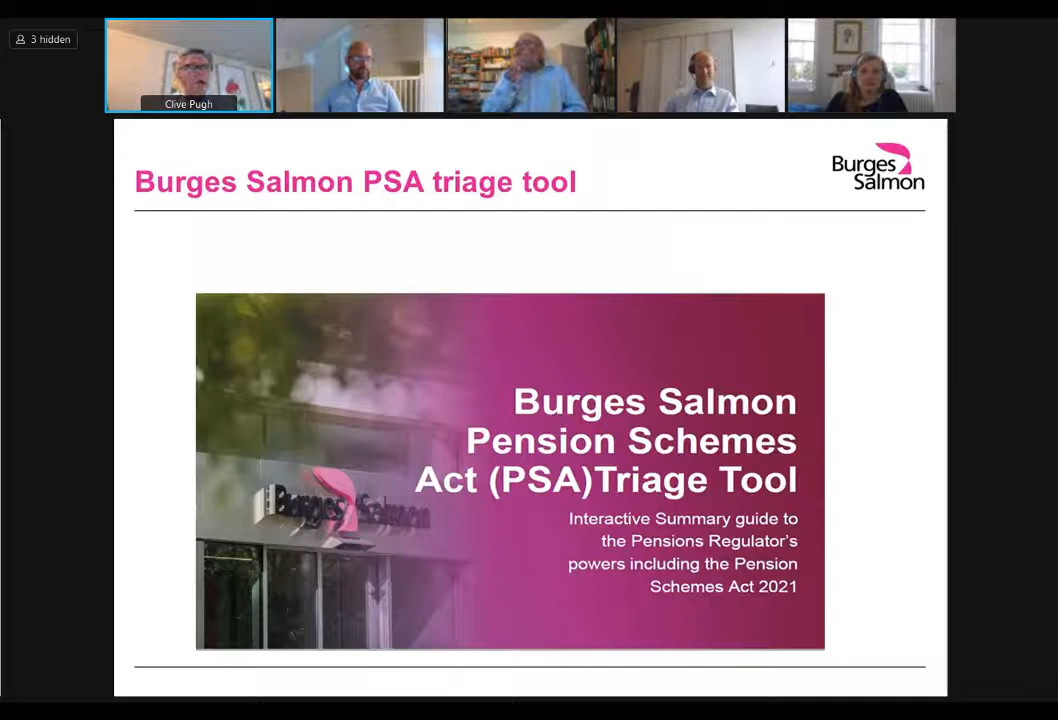 3 hidden
Clive Pugh
Burges Salmon PSA triage tool
Burges
Salmon
Burges Salmon
Pension Schemes
Act (PSA)Triage Tool
Burges Salmon
Interactive Summary guide to
the Pensions Regulator's
powers including the Pension
Schemes Act 2021